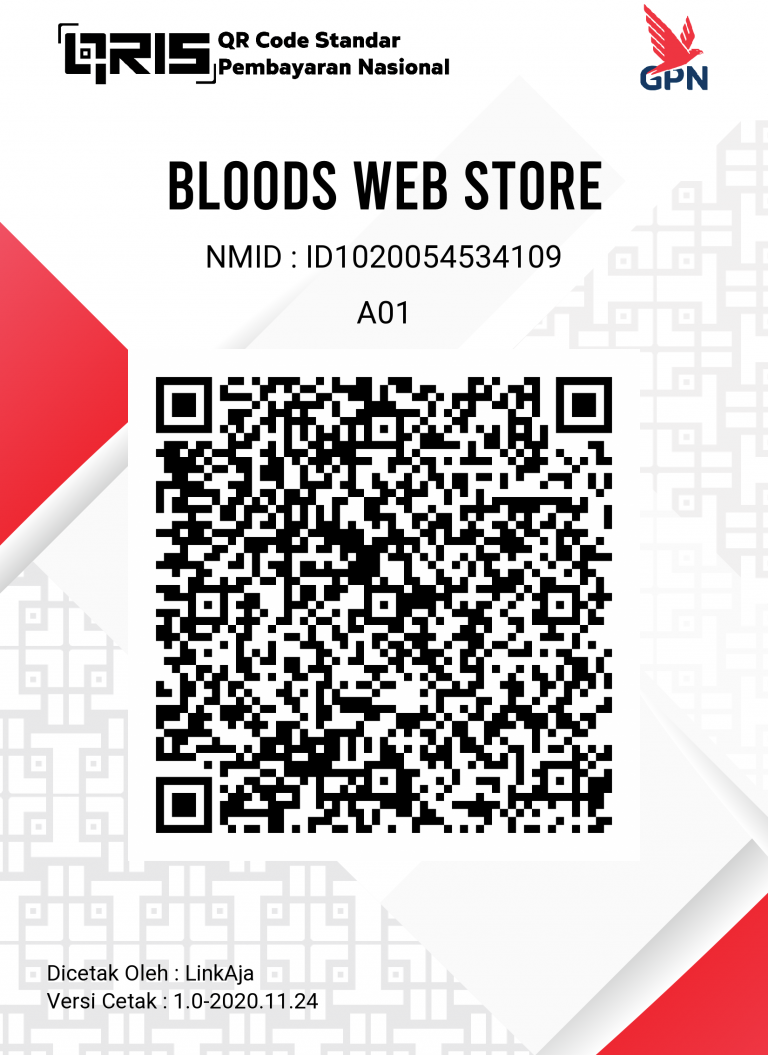 QRIS QR Code Standar
Pembayaran Nasional
GPN
BLOODS WEB STORE
NMID : ID1020054534109
A01
Dicetak Oleh : LinkAja
Versi Cetak : 1.0-2020.11.24